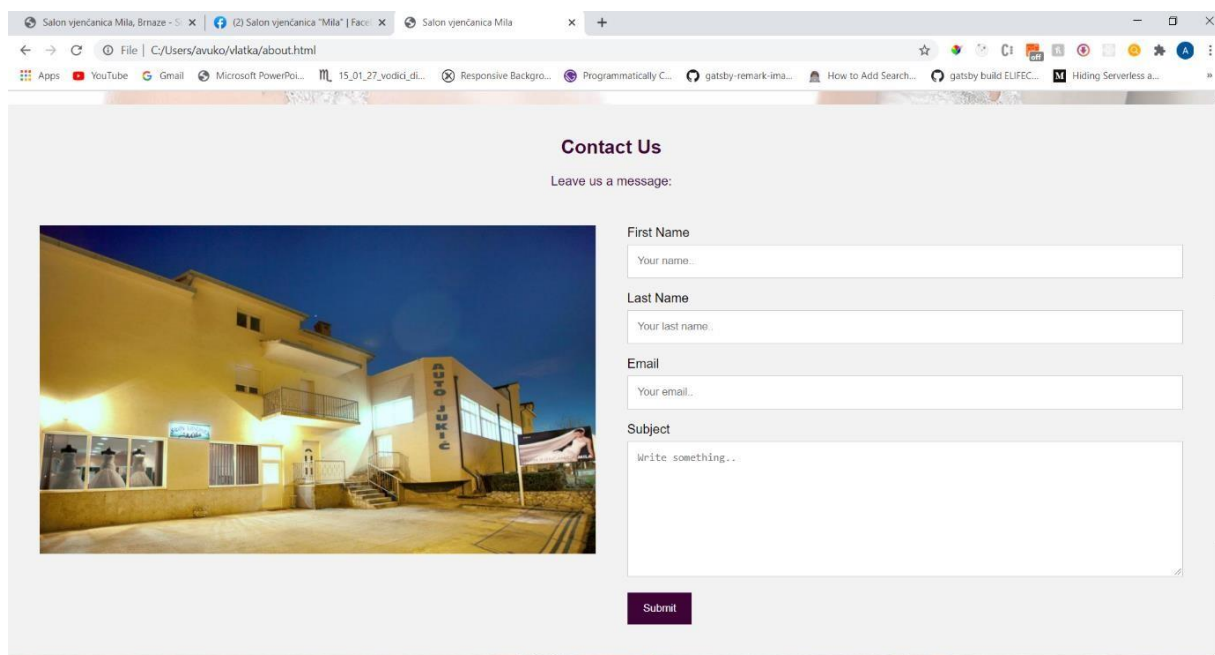 Salon vjenčanica Mila, Brnaze - S
(2) Salon vjenčanica "Mila" | Face
Salon vjenčanica Mila
File | C:/Users/avuko/vlatka/about.html
off
A
Apps
YouTube
Gmail
Microsoft PowerPoi...
15_01_27_vodici_di...
Responsive Backgro...
Programmatically C...
gatsby-remark-ima...
How to Add Search...
gatsby build ELIFEC...
Hiding Serverless a...
Contact Us
Leave us a message:
First Name
Your name..
Last Name
Your last name..
Email
Your email..
Subject
Write something..
Submit
AUTO JUKIĆ